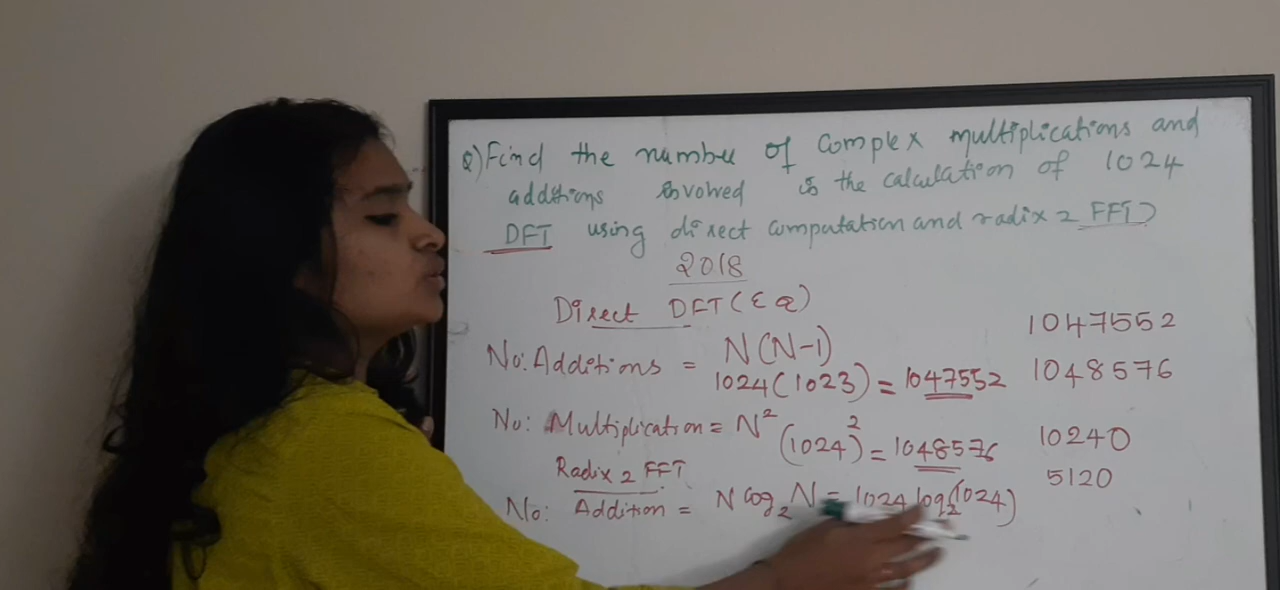 Q) Find the number of complex multiplications and
additions involved is the calculation of 1024
DFT using direct computation and radix 2 FFT)
2018
Direct DFT (EQ)
No: Additions = N(N-1)
1024(1023) = 1047552
No: Multiplication = N² (1024)² = 1048576
Radix 2 FFT
No: Addition = N log₂ N = 1024 log₂(1024)
1047552
1048576
10240
5120